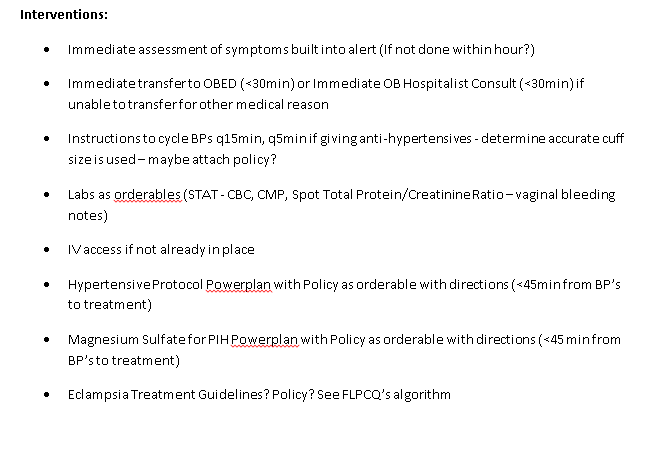 Interventions:
• Immediate assessment of symptoms built into alert (If not done within hour?)
• Immediate transfer to OBED (<30min) or Immediate OB Hospitalist Consult (<30min) if
unable to transfer for other medical reason
• Instructions to cycle BPs q15min, q5min if giving anti-hypertensives - determine accurate cuff
size is used – maybe attach policy?
• Labs as orderables (STAT - CBC, CMP, Spot Total Protein/Creatinine Ratio – vaginal bleeding
notes)
• IV access if not already in place
• Hypertensive Protocol Powerplan with Policy as orderable with directions (<45min from BP's
to treatment)
• Magnesium Sulfate for PIH Powerplan with Policy as orderable with directions (<45 min from
BP's to treatment)
• Eclampsia Treatment Guidelines? Policy? See FLPCQ's algorithm